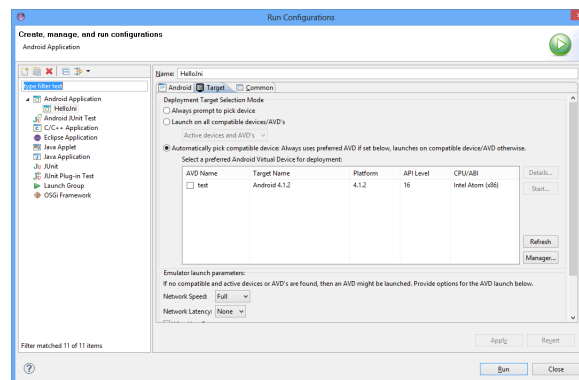 Run Configurations
Create, manage, and run configurations
Android Application
type filter text
Android Application
HelloJni
Android JUnit Test
C/C++ Application
Eclipse Application
Java Applet
Java Application
JUnit
JUnit Plug-in Test
Launch Group
OSGi Framework
Filter matched 11 of 11 items
Name: HelloJni
Android Target Common
Deployment Target Selection Mode
Always prompt to pick device
Launch on all compatible devices/AVD's
Active devices and AVD's
Automatically pick compatible device: Always uses preferred AVD if set below, launches on compatible device/AVD otherwise.
Select a preferred Android Virtual Device for deployment:
AVD Name Target Name Platform API Level CPU/ABI Details...
test Android 4.1.2 4.1.2 16 Intel Atom (x86) Start...
Refresh
Manager...
Emulator launch parameters:
If no compatible and active devices or AVD's are found, then an AVD might be launched. Provide options for the AVD launch below.
Network Speed: Full
Network Latency: None
Apply Revert
Run Close